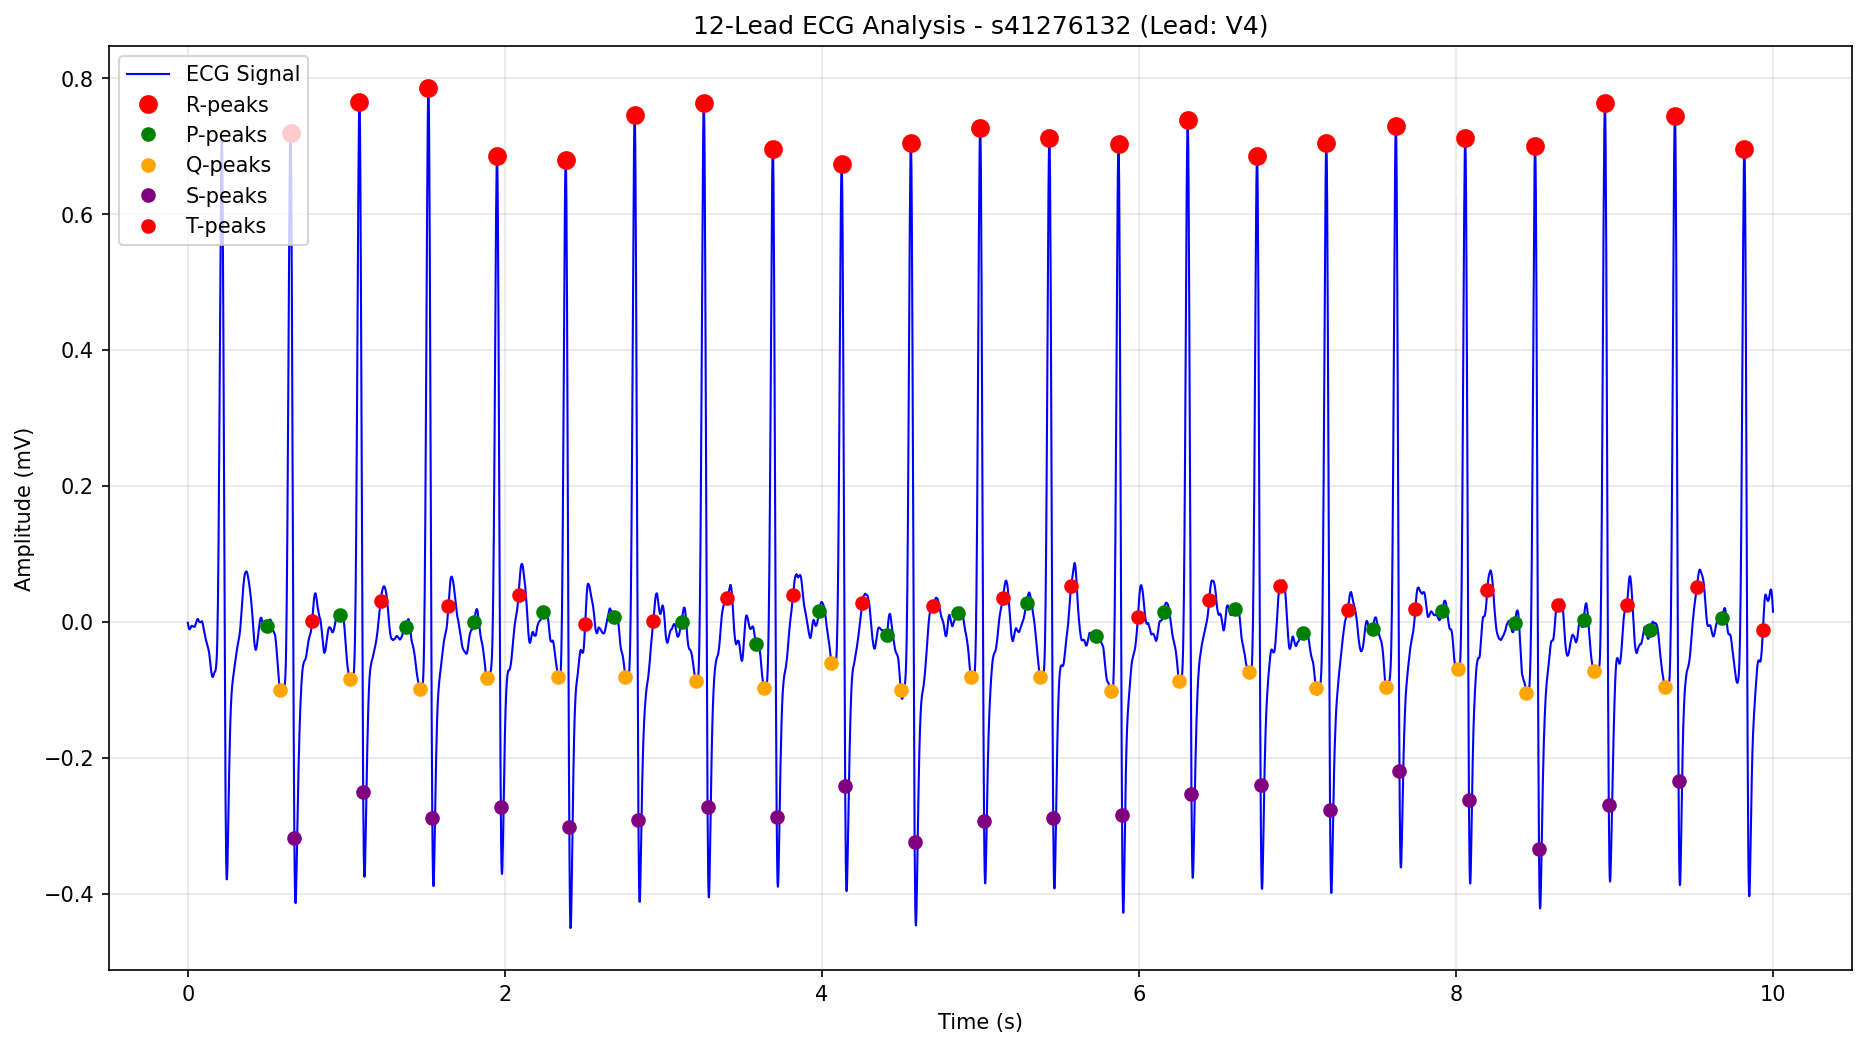 12-Lead ECG Analysis - s41276132 (Lead: V4)
ECG Signal
R-peaks
P-peaks
Q-peaks
S-peaks
T-peaks
Amplitude (mV)
0.8
0.6
0.4
0.2
0.0
−0.2
−0.4
0 2 4 6 8 10
Time (s)